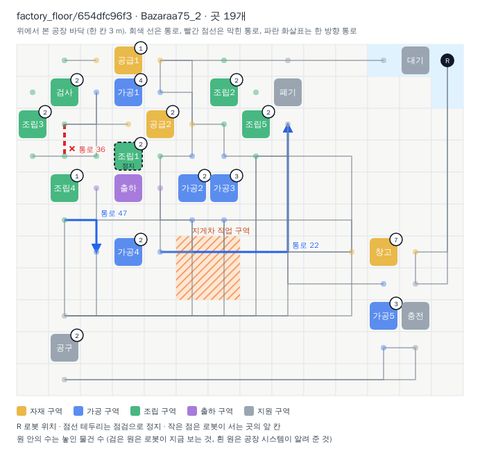 factory_floor/654dfc96f3 · Bazaraa75_2 · 곳 19개
위에서 본 공장 바닥 (한 칸 3 m). 회색 선은 통로, 빨간 점선은 막힌 통로, 파란 화살표는 한 방향 통로
공급1 1 대기 R
검사 2 가공1 4 조립2 2 폐기
조립3 2 공급2 2 조립5 2
✕ 통로 36 조립1 2
정지
조립4 1 출하 가공2 2 가공3 3
통로 47
지게차 작업 구역
가공4 2 통로 22 창고 7
가공5 3 충전
공구 2
자재 구역 가공 구역 조립 구역 출하 구역 지원 구역
R 로봇 위치 · 점선 테두리는 점검으로 정지 · 작은 점은 로봇이 서는 곳의 앞 칸
원 안의 수는 놓인 물건 수 (검은 원은 로봇이 지금 보는 것, 흰 원은 공장 시스템이 알려 준 것)